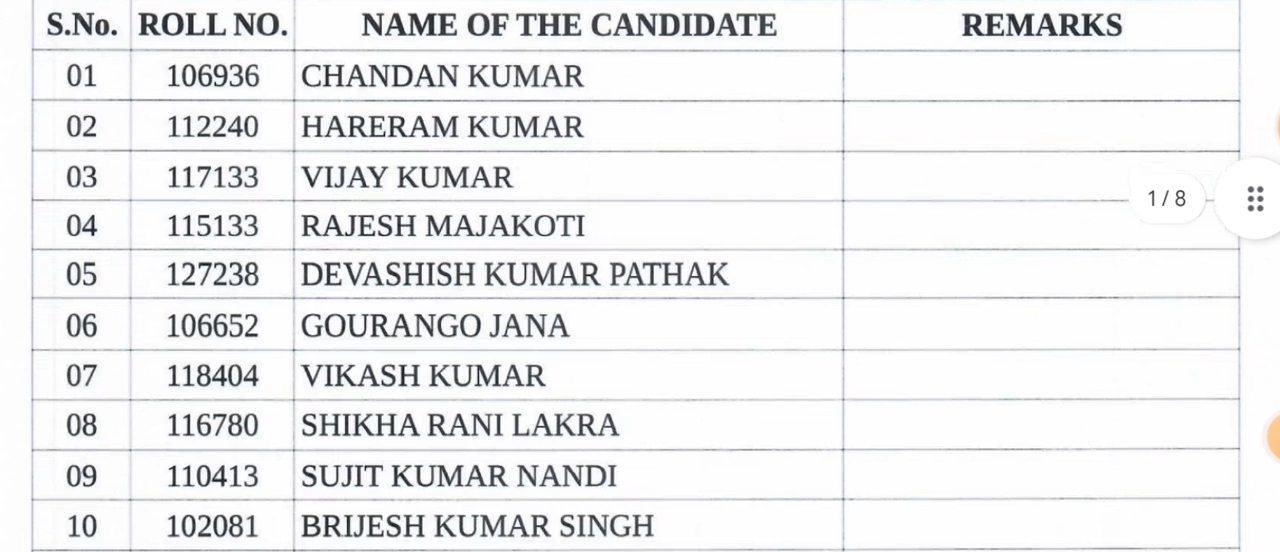 S.No. ROLL NO. NAME OF THE CANDIDATE REMARKS
01 106936 CHANDAN KUMAR
02 112240 HARERAM KUMAR
03 117133 VIJAY KUMAR
1 / 8
04 115133 RAJESH MAJAKOTI
05 127238 DEVASHISH KUMAR PATHAK
06 106652 GOURANGO JANA
07 118404 VIKASH KUMAR
08 116780 SHIKHA RANI LAKRA
09 110413 SUJIT KUMAR NANDI
10 102081 BRIJESH KUMAR SINGH